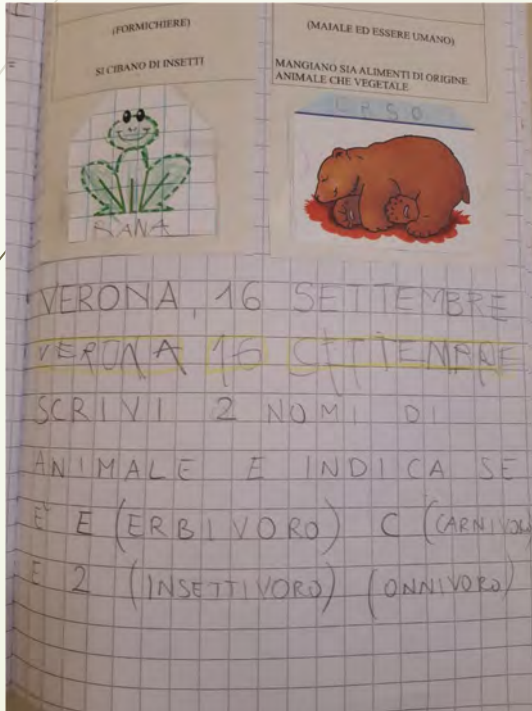 (FORMICHIERE)
SI CIBANO DI INSETTI
(MAIALE ED ESSERE UMANO)
MANGIANO SIA ALIMENTI DI ORIGINE
ANIMALE CHE VEGETALE
RANA
ORSO
VERONA, 16 SETTEMBRE
VERONA 16 CETTEMPRE
SCRIVI 2 NOMI DI
ANIMALE E INDICA SE
E' E (ERBIVORO) C (CARNIVORO)
E 2 (INSETTIVORO) (ONNIVORO)